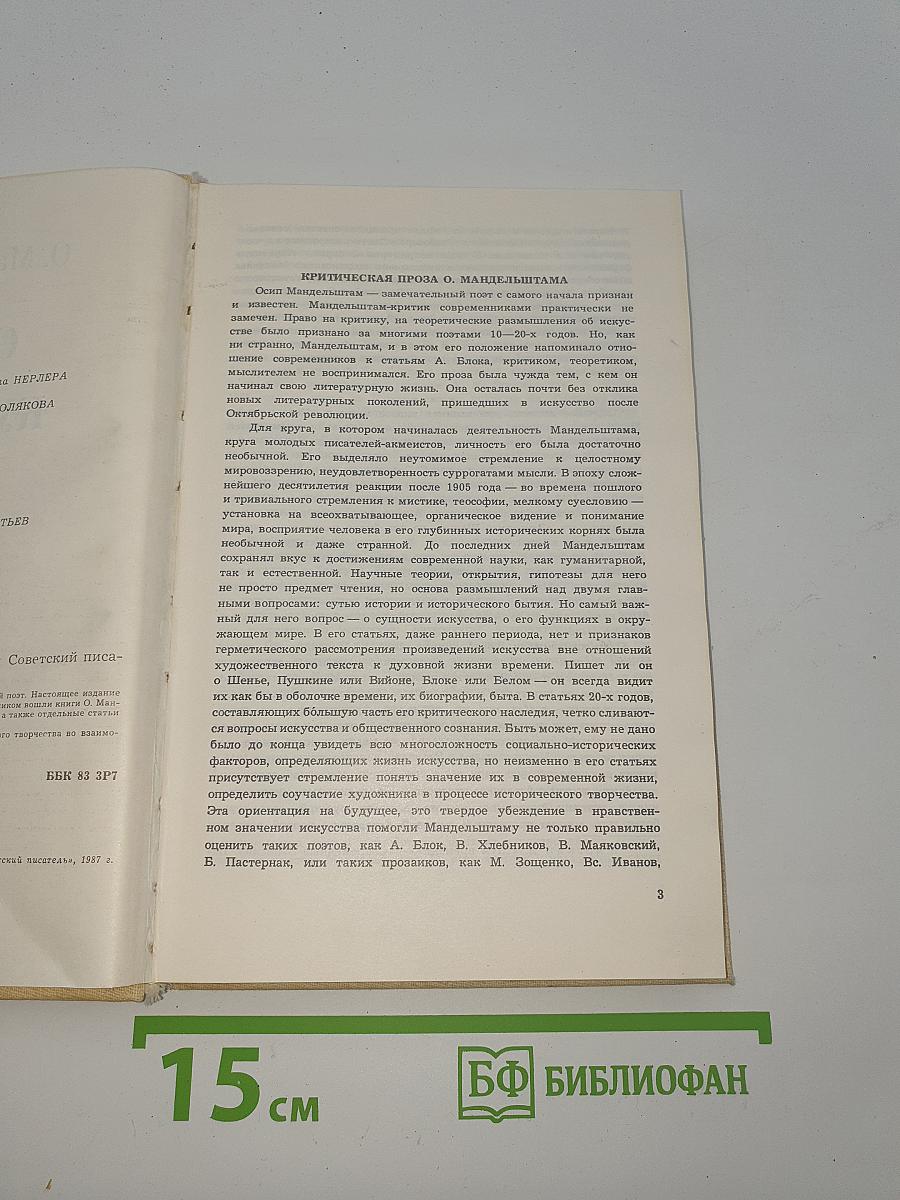 О. Ма
а НЕРЛЕРА
ОЛЯКОВА
ТЬЕВ
Советский писа-
й поэт. Настоящее издание
ником вошли книги О. Ман-
а также отдельные статьи
го творчества во взаимо-
ББК 83 3Р7
ский писатель», 1987 г.
КРИТИЧЕСКАЯ ПРОЗА О. МАНДЕЛЬШТАМА
Осип Мандельштам — замечательный поэт с самого начала признан
и известен. Мандельштам-критик современниками практически не
замечен. Право на критику, на теоретические размышления об искус-
стве было признано за многими поэтами 10—20-х годов. Но, как
ни странно, Мандельштам, и в этом его положение напоминало отно-
шение современников к статьям А. Блока, критиком, теоретиком,
мыслителем не воспринимался. Его проза была чужда тем, с кем он
начинал свою литературную жизнь. Она осталась почти без отклика
новых литературных поколений, пришедших в искусство после
Октябрьской революции.
Для круга, в котором начиналась деятельность Мандельштама,
круга молодых писателей-акмеистов, личность его была достаточно
необычной. Его выделяло неутомимое стремление к целостному
мировоззрению, неудовлетворенность суррогатами мысли. В эпоху слож-
нейшего десятилетия реакции после 1905 года — во времена пошлого
и тривиального стремления к мистике, теософии, мелкому суесловию —
установка на всеохватывающее, органическое видение и понимание
мира, восприятие человека в его глубинных исторических корнях была
необычной и даже странной. До последних дней Мандельштам
сохранял вкус к достижениям современной науки, как гуманитарной,
так и естественной. Научные теории, открытия, гипотезы для него
не просто предмет чтения, но основа размышлений над двумя глав-
ными вопросами: сутью истории и исторического бытия. Но самый важ-
ный для него вопрос — о сущности искусства, о его функциях в окру-
жающем мире. В его статьях, даже раннего периода, нет и признаков
герметического рассмотрения произведений искусства вне отношений
художественного текста к духовной жизни времени. Пишет ли он
о Шенье, Пушкине или Вийоне, Блоке или Белом — он всегда видит
их как бы в оболочке времени, их биографии, быта. В статьях 20-х годов,
составляющих бо́льшую часть его критического наследия, четко сливают-
ся вопросы искусства и общественного сознания. Быть может, ему не дано
было до конца увидеть всю многосложность социально-исторических
факторов, определяющих жизнь искусства, но неизменно в его статьях
присутствует стремление понять значение их в современной жизни,
определить соучастие художника в процессе исторического творчества.
Эта ориентация на будущее, это твердое убеждение в нравствен-
ном значении искусства помогли Мандельштаму не только правильно
оценить таких поэтов, как А. Блок, В. Хлебников, В. Маяковский,
Б. Пастернак, или таких прозаиков, как М. Зощенко, Вс. Иванов,
3
15 см
БФ БИБЛИОФАН